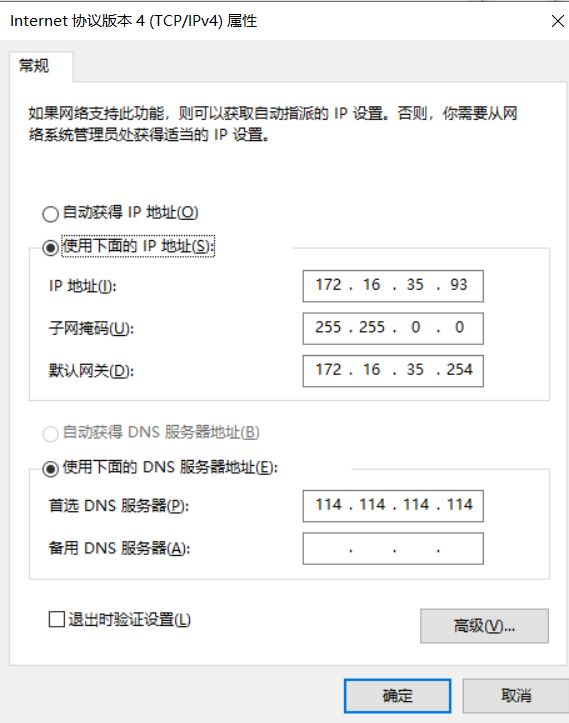 Internet 协议版本 4 (TCP/IPv4) 属性
常规
如果网络支持此功能，则可以获取自动指派的 IP 设置。否则，你需要从网
络系统管理员处获得适当的 IP 设置。
自动获得 IP 地址(O)
使用下面的 IP 地址(S):
IP 地址(I): 172 . 16 . 35 . 93
子网掩码(U): 255 . 255 . 0 . 0
默认网关(D): 172 . 16 . 35 . 254
自动获得 DNS 服务器地址(B)
使用下面的 DNS 服务器地址(E):
首选 DNS 服务器(P): 114 . 114 . 114 . 114
备用 DNS 服务器(A): . . .
退出时验证设置(L)
高级(V)...
确定 取消